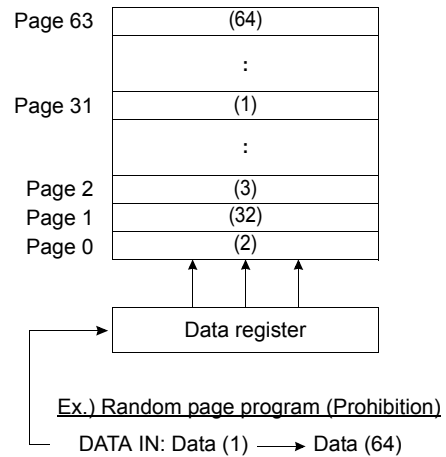 Page 63 (64)
:
Page 31 (1)
:
Page 2 (3)
Page 1 (32)
Page 0 (2)
Data register
Ex.) Random page program (Prohibition)
DATA IN: Data (1) Data (64)